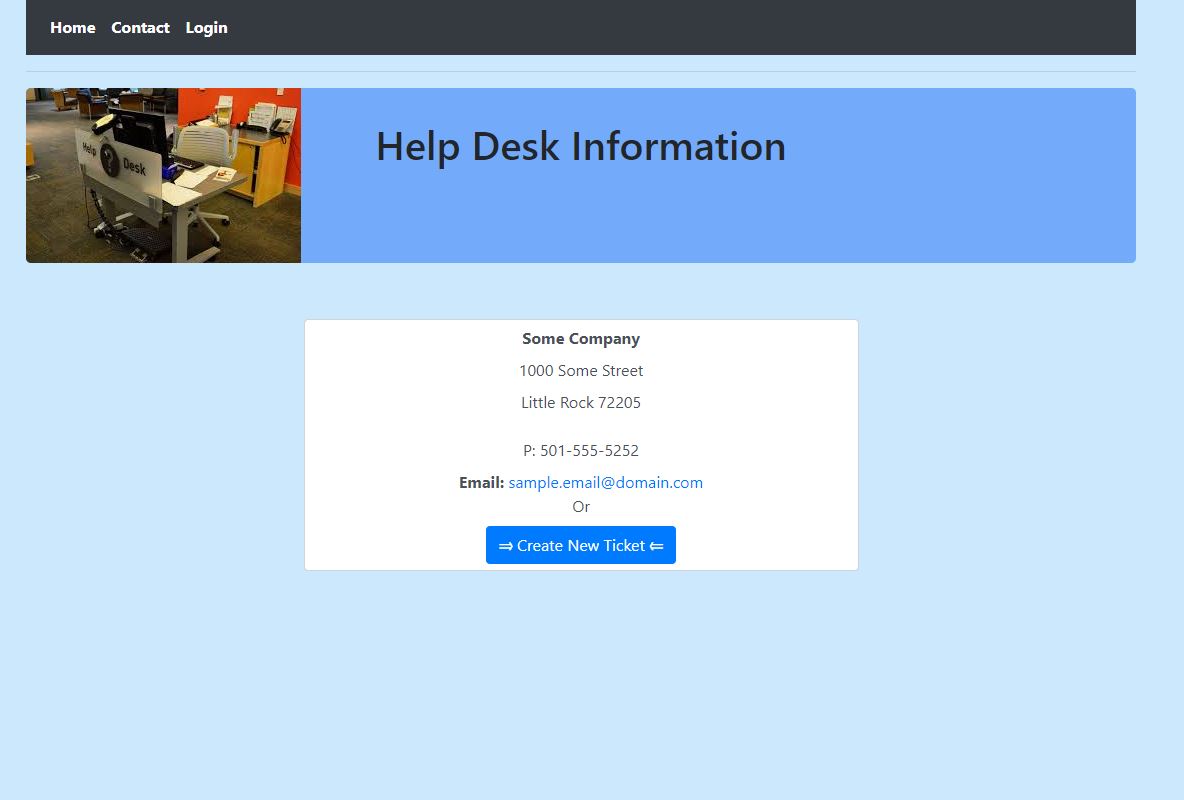 Home Contact Login
Help Desk
Help Desk Information
Some Company
1000 Some Street
Little Rock 72205
P: 501-555-5252
Email: sample.email@domain.com
Or
⇒ Create New Ticket ⇐